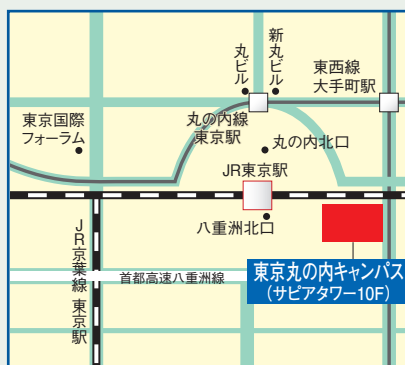 丸ビル
新丸ビル
東西線
大手町駅
東京国際
フォーラム
丸の内線
東京駅
丸の内北口
JR東京駅
八重洲北口
JR京葉線 東京駅
首都高速八重洲線
東京丸の内キャンパス
（サピアタワー10F）